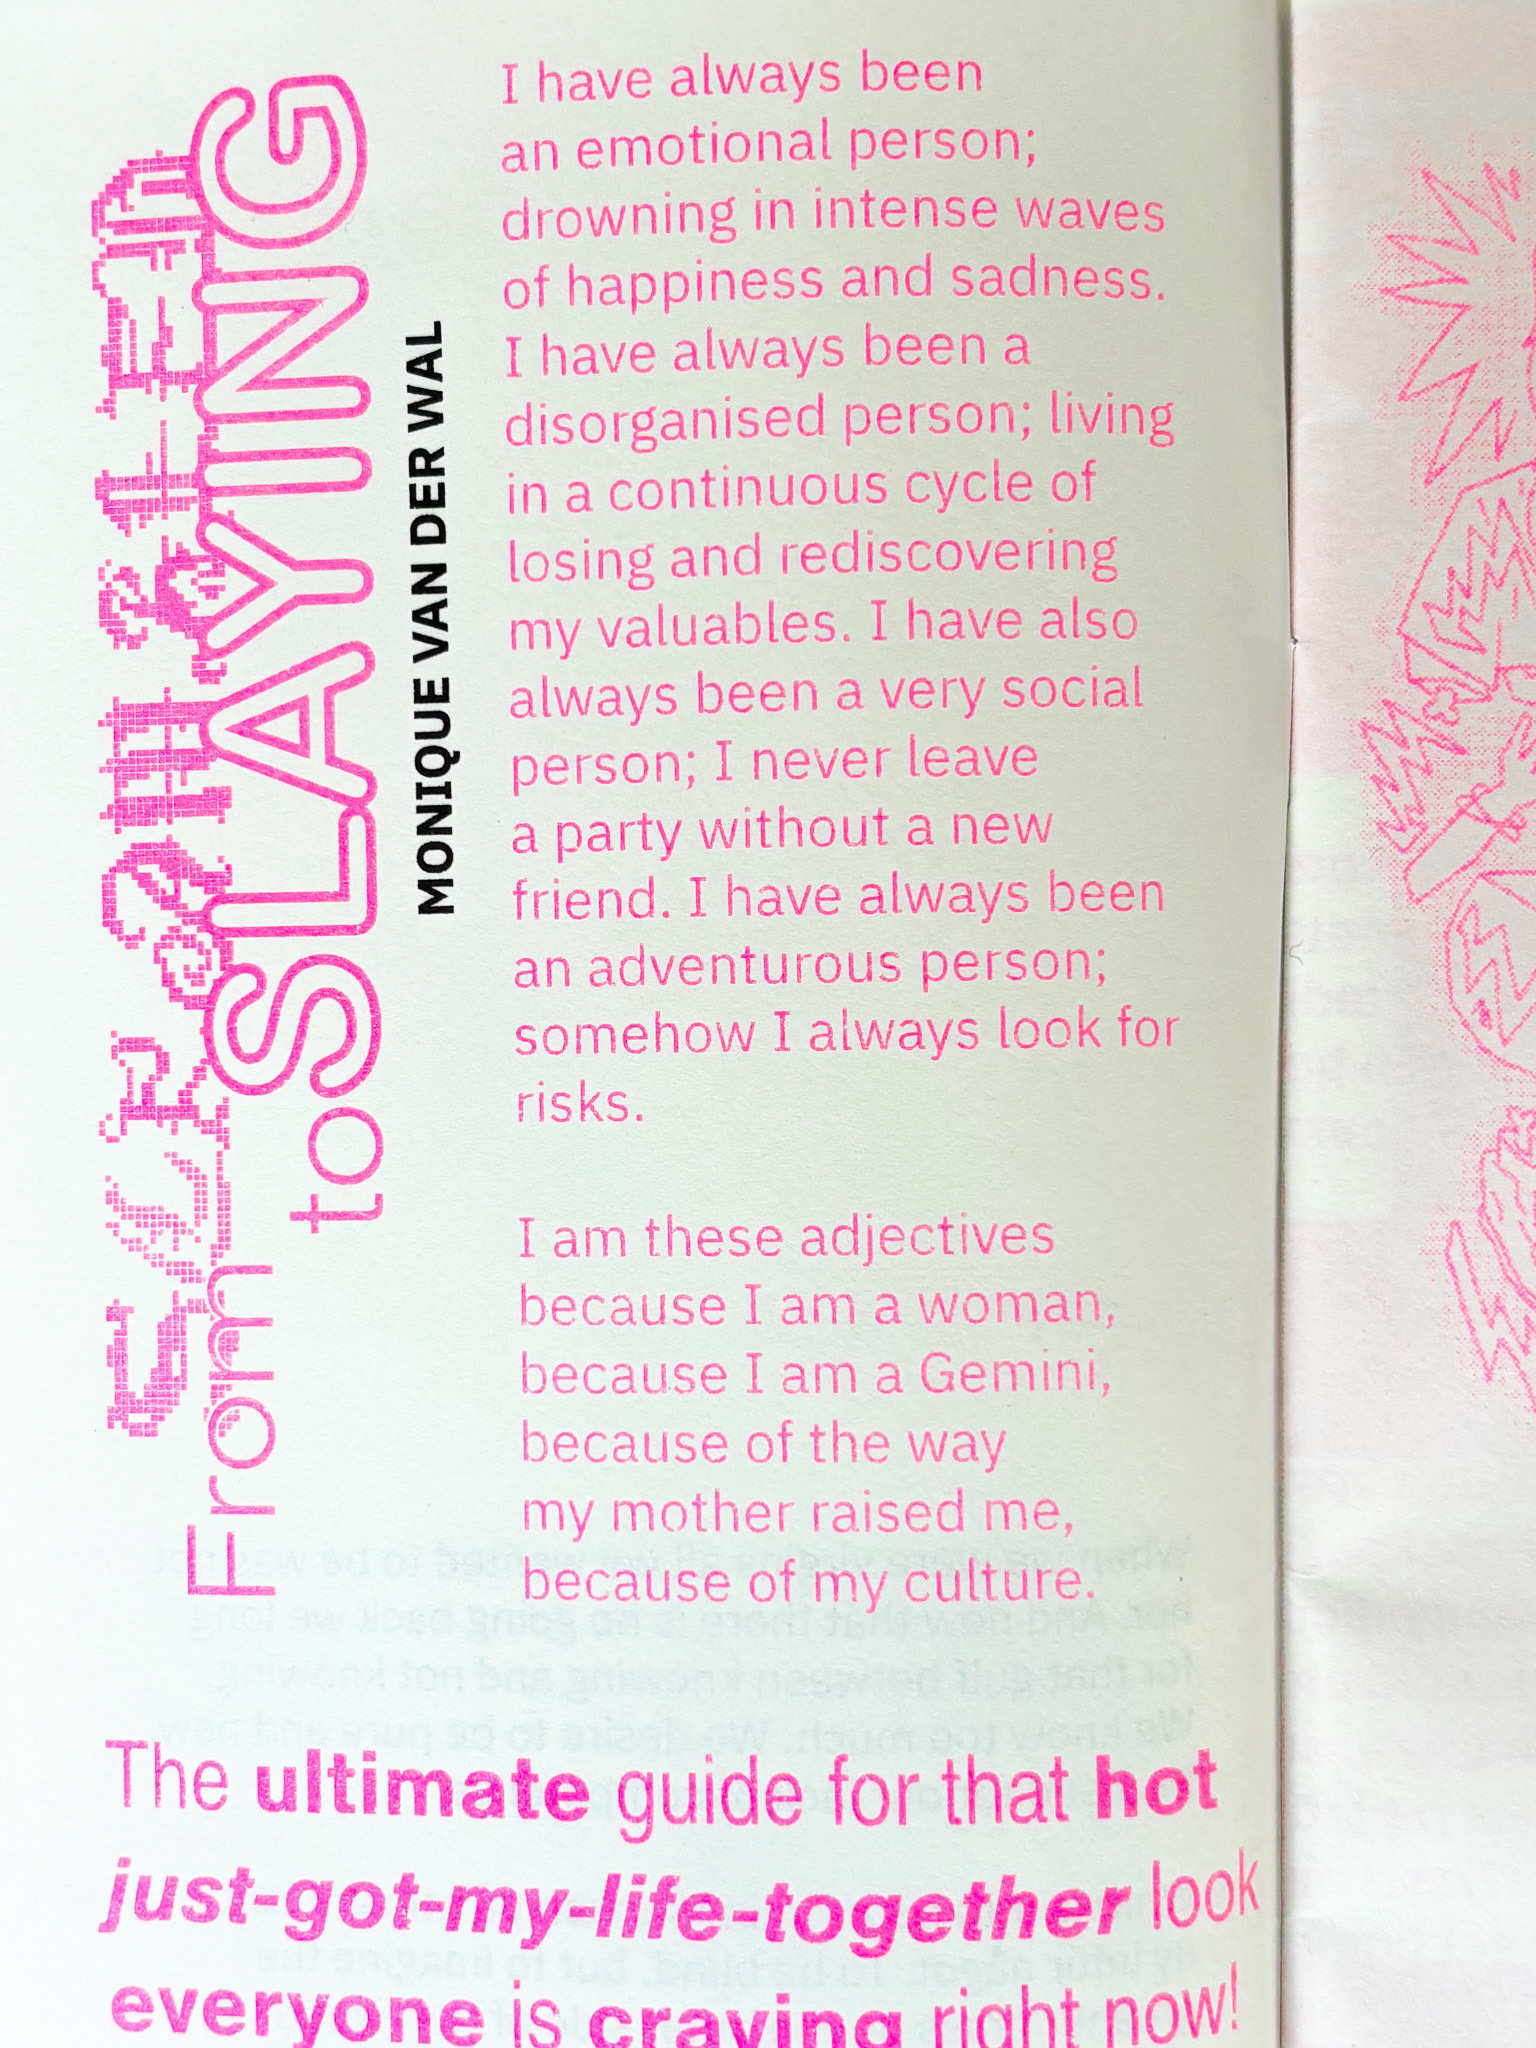 From
to SLAYING
MONIQUE VAN DER WAL
I have always been
an emotional person;
drowning in intense waves
of happiness and sadness.
I have always been a
disorganised person; living
in a continuous cycle of
losing and rediscovering
my valuables. I have also
always been a very social
person; I never leave
a party without a new
friend. I have always been
an adventurous person;
somehow I always look for
risks.
I am these adjectives
because I am a woman,
because I am a Gemini,
because of the way
my mother raised me,
because of my culture.
The ultimate guide for that hot
just-got-my-life-together look
everyone is craving right now!